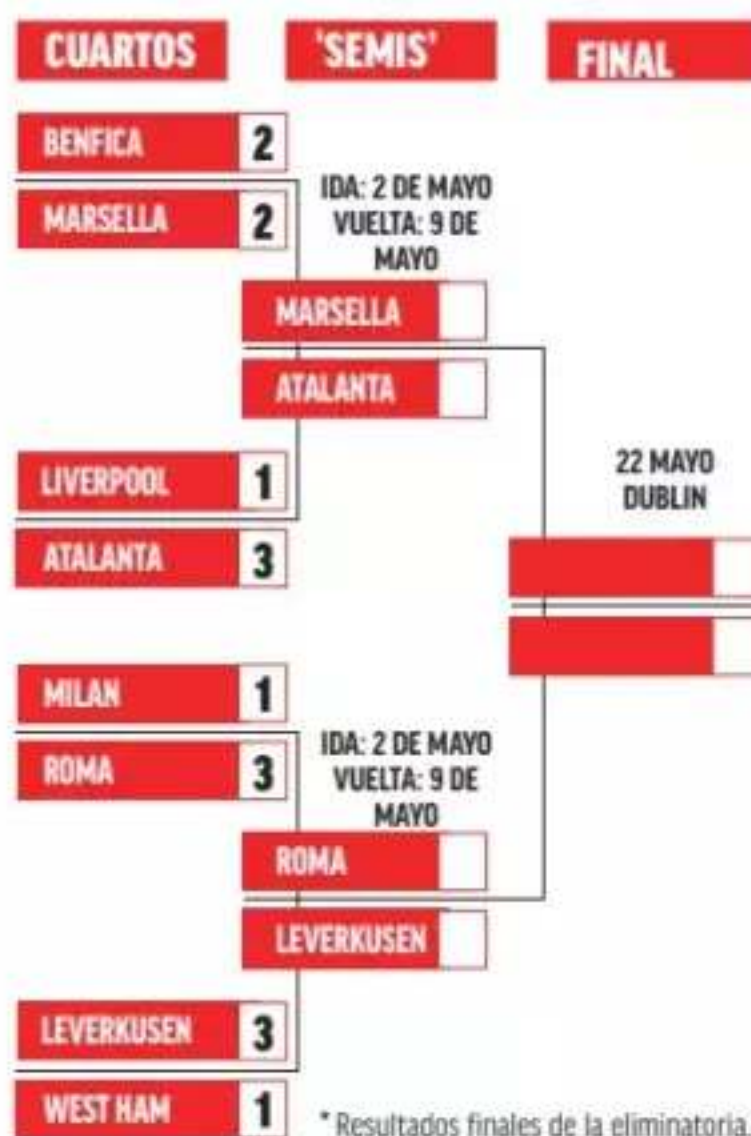 CUARTOS
'SEMIS'
FINAL
BENFICA 2
MARSELLA 2
IDA: 2 DE MAYO
VUELTA: 9 DE
MAYO
MARSELLA
ATALANTA
LIVERPOOL 1
ATALANTA 3
22 MAYO
DUBLIN
MILAN 1
ROMA 3
IDA: 2 DE MAYO
VUELTA: 9 DE
MAYO
ROMA
LEVERKUSEN
LEVERKUSEN 3
WEST HAM 1
* Resultados finales de la eliminatoria